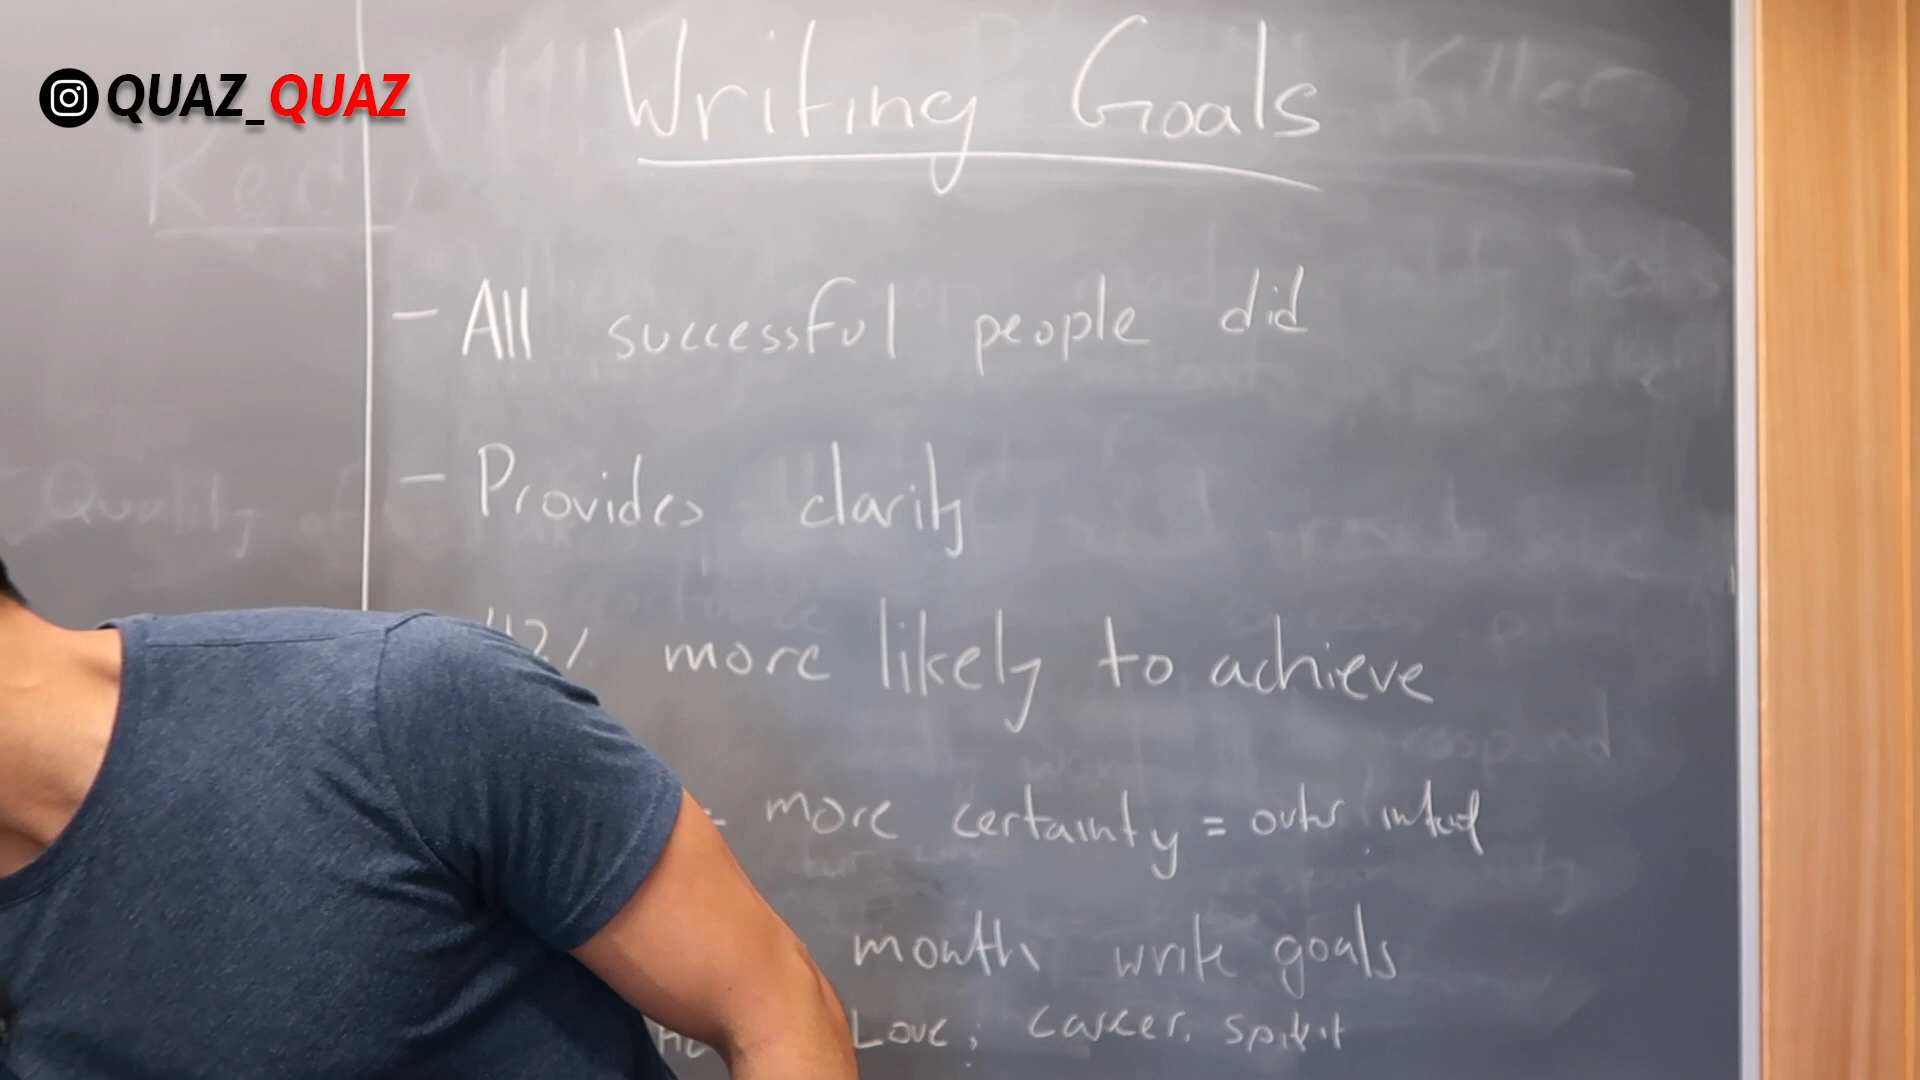 QUAZ_QUAZ
Writing Goals
- All successful people did
- Provides clarity
42% more likely to achieve
- more certainty = outer
month write goals
Love, career, spirit